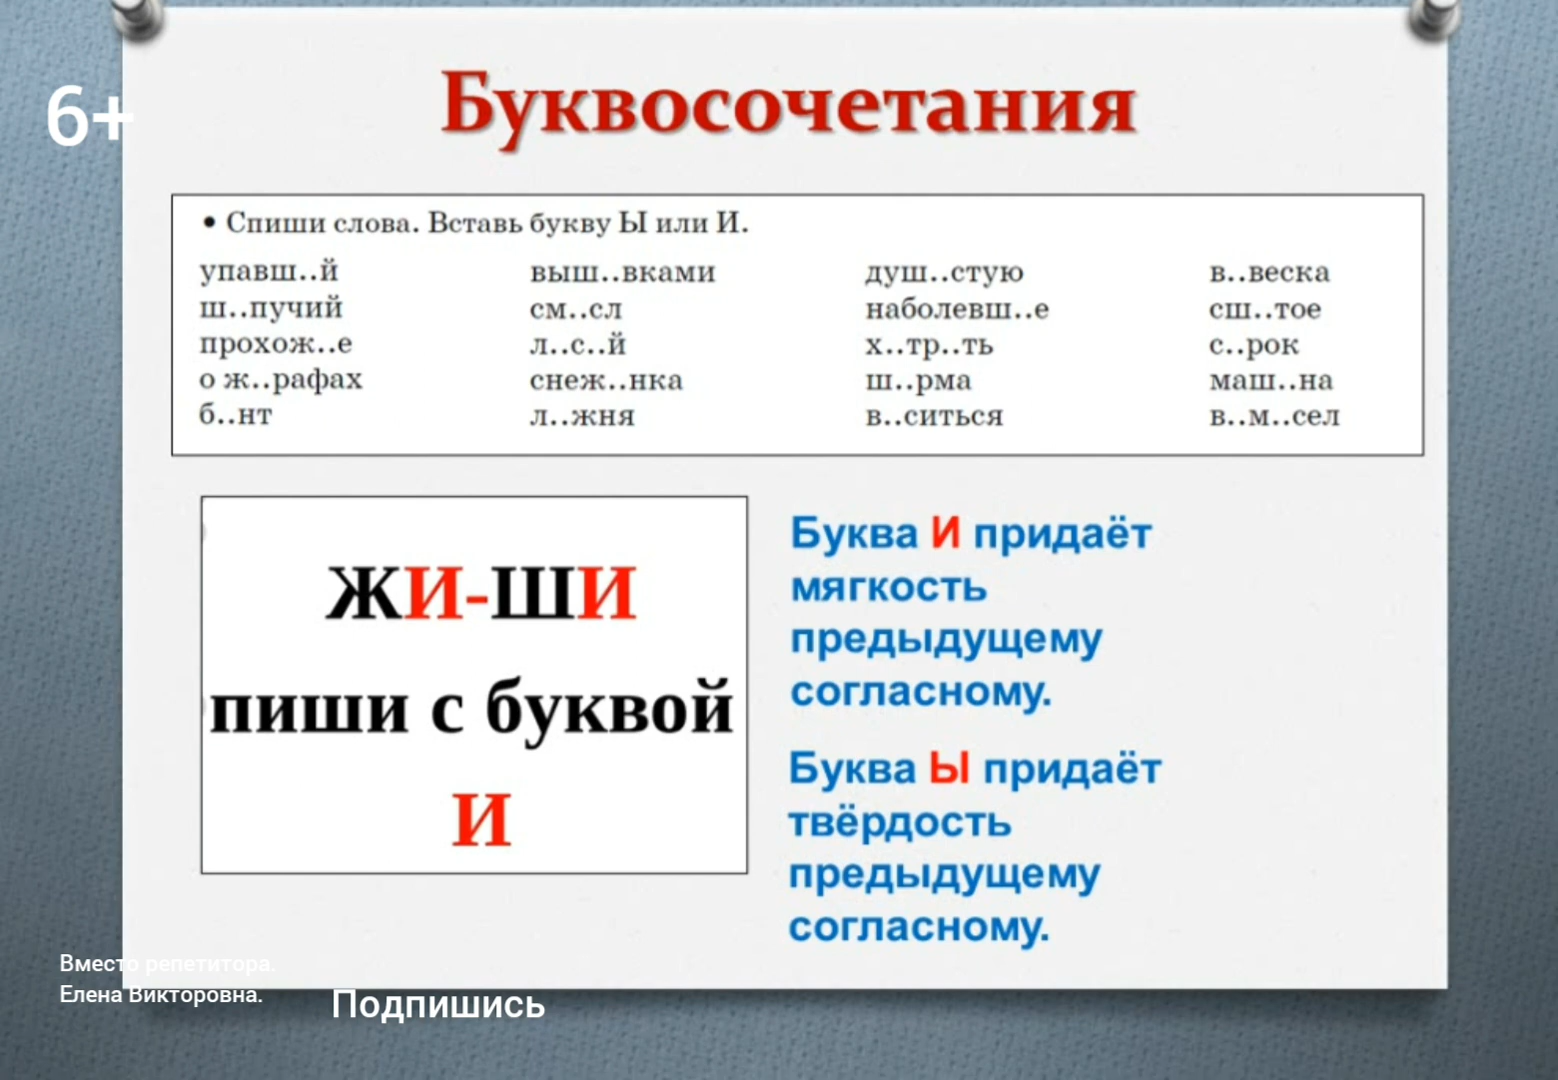 6+
Буквосочетания
• Спиши слова. Вставь букву Ы или И.
упавш..й выш..вками душ..стую в..веска
ш..пучий см..сл наболевш..е сш..тое
прохож..е л..с..й х..тр..ть с..рок
о ж..рафах снеж..нка ш..рма маш..на
б..нт л..жня в..ситься в..м..сел
ЖИ-ШИ
пиши с буквой
И
Буква И придаёт
мягкость
предыдущему
согласному.
Буква Ы придаёт
твёрдость
предыдущему
согласному.
Вместо репетитора.
Елена Викторовна.
Подпишись